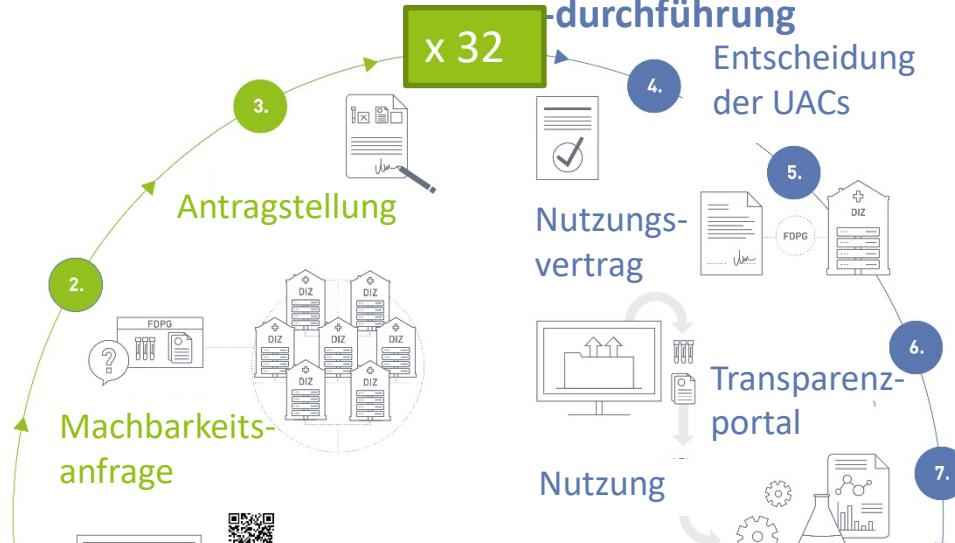 -durchführung
x 32
3.
4.
Entscheidung
der UACs
5.
Antragstellung
Nutzungs-
vertrag
FDPG
DIZ
2.
FDPG
?
DIZ
DIZ
DIZ
DIZ
DIZ
DIZ
DIZ
6.
Transparenz-
portal
Machbarkeits-
anfrage
Nutzung
7.